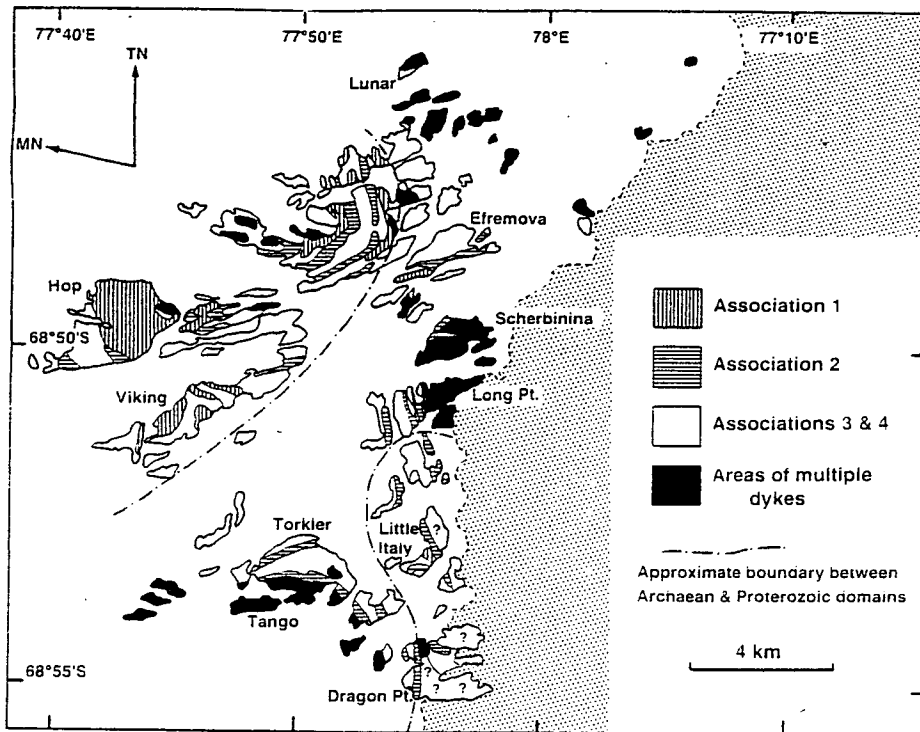 77°40'E
77°50'E
78°E
77°10'E
TN
MN
Lunar
Efremova
Hop
Scherbinina
68°50'S
Viking
Long Pt.
Torkler
Little
Italy
?
Tango
?
68°55'S
?
?
?
Dragon Pt.
Association 1
Association 2
Associations 3 & 4
Areas of multiple
dykes
Approximate boundary between
Archaean & Proterozoic domains
4 km